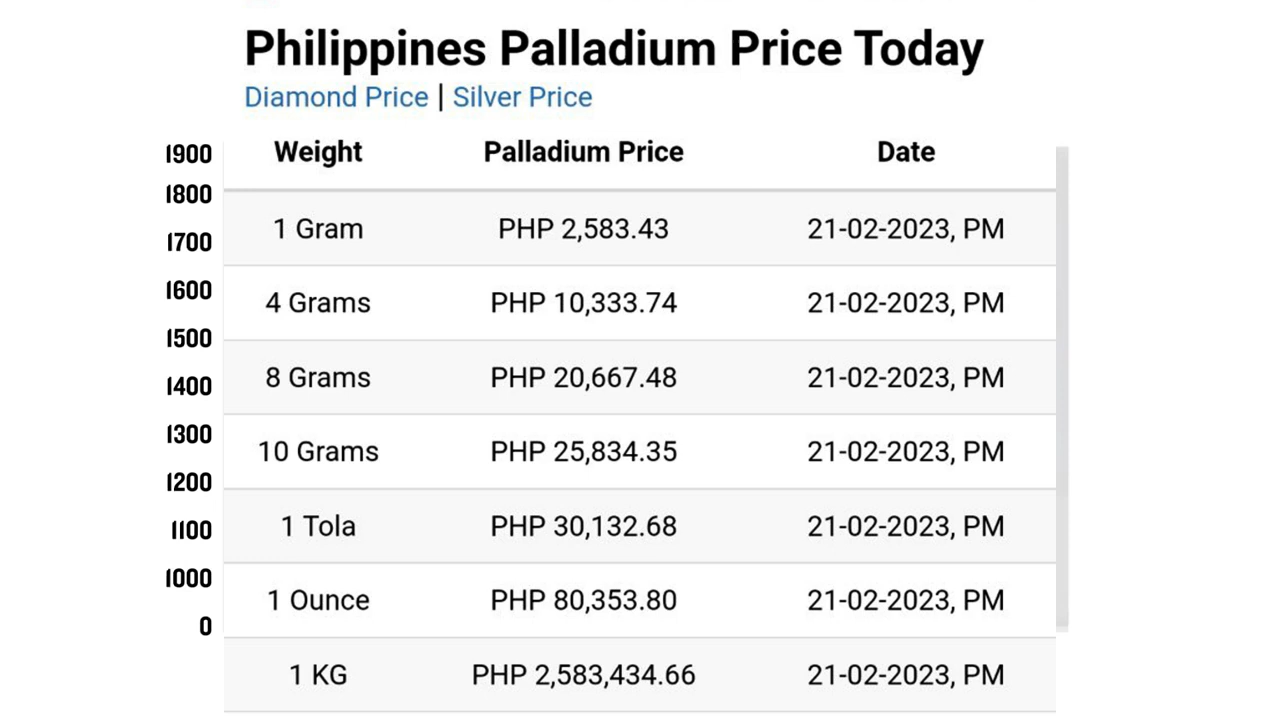 Philippines Palladium Price Today
Diamond Price | Silver Price
Weight Palladium Price Date
1 Gram PHP 2,583.43 21-02-2023, PM
4 Grams PHP 10,333.74 21-02-2023, PM
8 Grams PHP 20,667.48 21-02-2023, PM
10 Grams PHP 25,834.35 21-02-2023, PM
1 Tola PHP 30,132.68 21-02-2023, PM
1 Ounce PHP 80,353.80 21-02-2023, PM
1 KG PHP 2,583,434.66 21-02-2023, PM
1900
1800
1700
1600
1500
1400
1300
1200
1100
1000
0